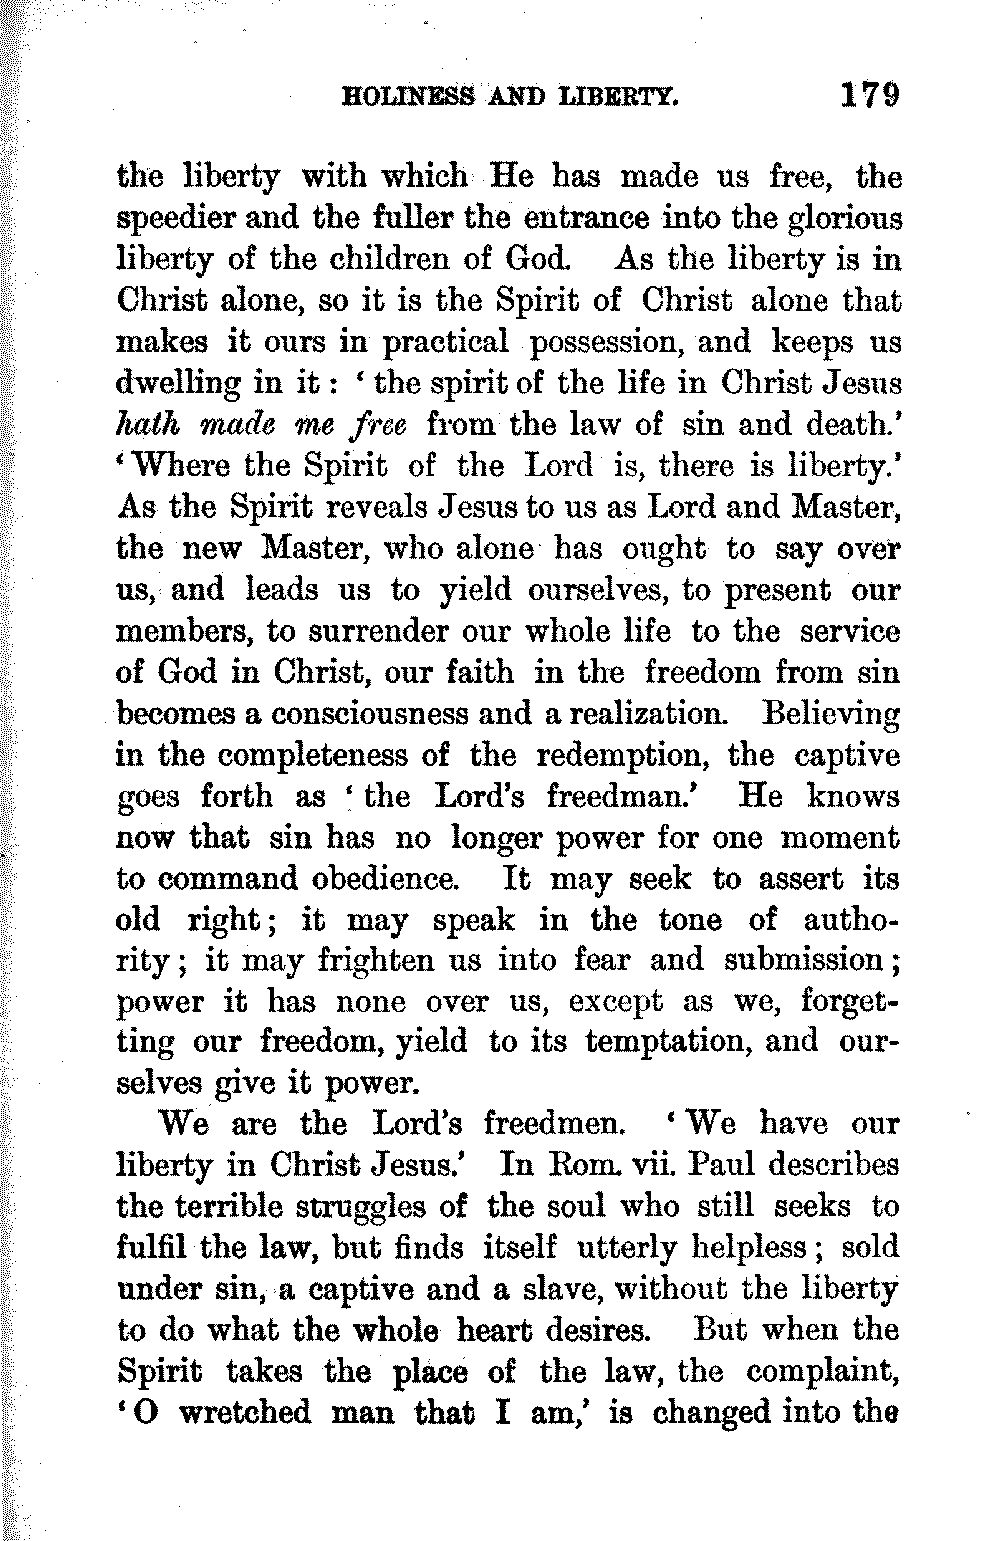 HOLINESS AND LIBERTY. 179
the liberty with which He has made us free, the
speedier and the fuller the entrance into the glorious
liberty of the children of God. As the liberty is in
Christ alone, so it is the Spirit of Christ alone that
makes it ours in practical possession, and keeps us
dwelling in it : ‘ the spirit of the life in Christ Jesus
hath made me free from the law of sin and death.’
‘ Where the Spirit of the Lord is, there is liberty.’
As the Spirit reveals Jesus to us as Lord and Master,
the new Master, who alone has ought to say over
us, and leads us to yield ourselves, to present our
members, to surrender our whole life to the service
of God in Christ, our faith in the freedom from sin
becomes a consciousness and a realization. Believing
in the completeness of the redemption, the captive
goes forth as ‘ the Lord’s freedman.’ He knows
now that sin has no longer power for one moment
to command obedience. It may seek to assert its
old right ; it may speak in the tone of autho-
rity ; it may frighten us into fear and submission ;
power it has none over us, except as we, forget-
ting our freedom, yield to its temptation, and our-
selves give it power.
We are the Lord’s freedmen. ‘ We have our
liberty in Christ Jesus.’ In Rom. vii. Paul describes
the terrible struggles of the soul who still seeks to
fulfil the law, but finds itself utterly helpless ; sold
under sin, a captive and a slave, without the liberty
to do what the whole heart desires. But when the
Spirit takes the place of the law, the complaint,
‘ O wretched man that I am,’ is changed into the